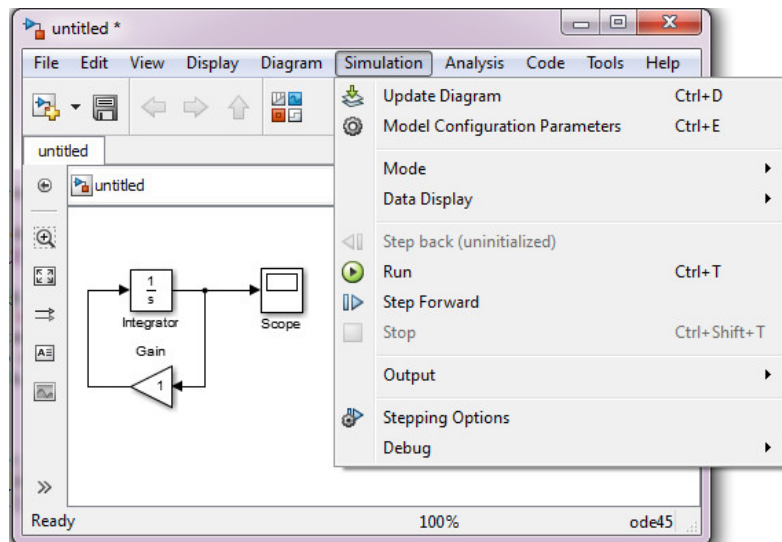 untitled *
File Edit View Display Diagram Simulation Analysis Code Tools Help
Update Diagram Ctrl+D
Model Configuration Parameters Ctrl+E
untitled
Mode
untitled
Data Display
Step back (uninitialized)
Run Ctrl+T
Step Forward
Stop Ctrl+Shift+T
Output
Stepping Options
Debug
1
s
Integrator
Scope
Gain
1
Ready 100% ode45